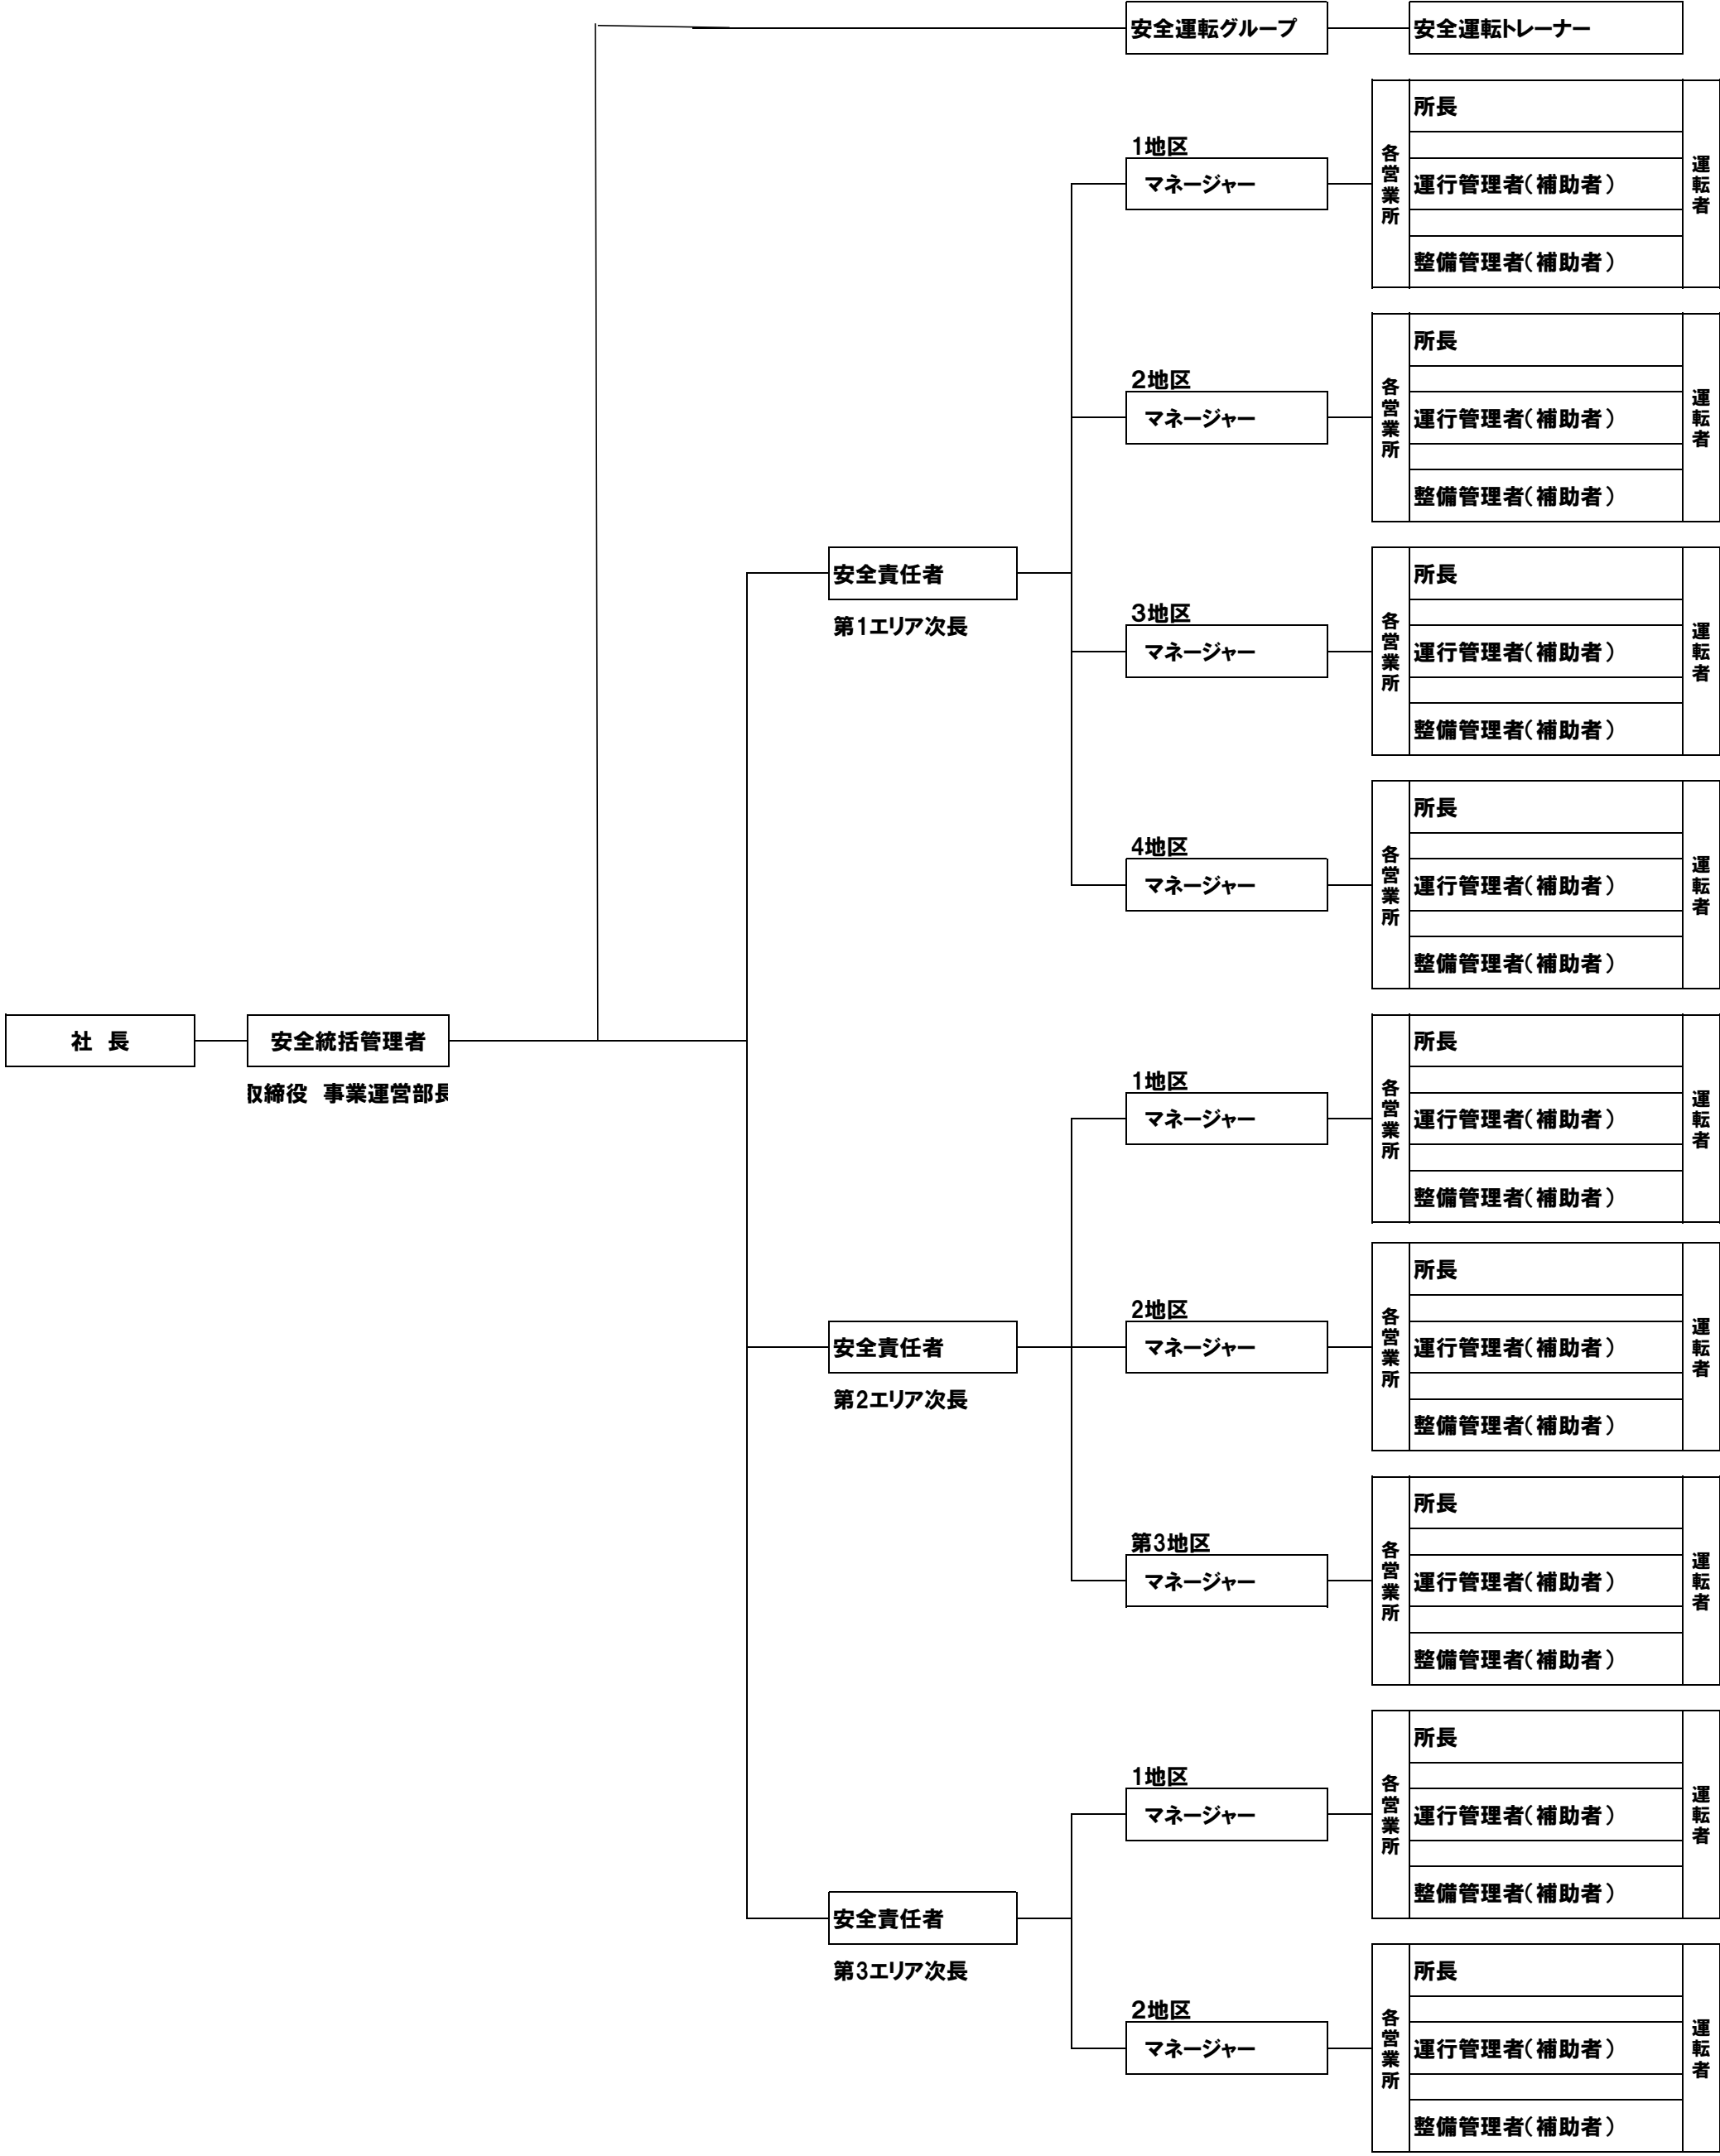 安全運転グループ
安全運転トレーナー
1地区
マネージャー
各営業所
所長
運行管理者(補助者)
整備管理者(補助者)
運転者
2地区
マネージャー
各営業所
所長
運行管理者(補助者)
整備管理者(補助者)
運転者
安全責任者
第1エリア次長
3地区
マネージャー
各営業所
所長
運行管理者(補助者)
整備管理者(補助者)
運転者
4地区
マネージャー
各営業所
所長
運行管理者(補助者)
整備管理者(補助者)
運転者
社　長
安全統括管理者
取締役　事業運営部長
1地区
マネージャー
各営業所
所長
運行管理者(補助者)
整備管理者(補助者)
運転者
安全責任者
第2エリア次長
2地区
マネージャー
各営業所
所長
運行管理者(補助者)
整備管理者(補助者)
運転者
第3地区
マネージャー
各営業所
所長
運行管理者(補助者)
整備管理者(補助者)
運転者
安全責任者
第3エリア次長
1地区
マネージャー
各営業所
所長
運行管理者(補助者)
整備管理者(補助者)
運転者
2地区
マネージャー
各営業所
所長
運行管理者(補助者)
整備管理者(補助者)
運転者